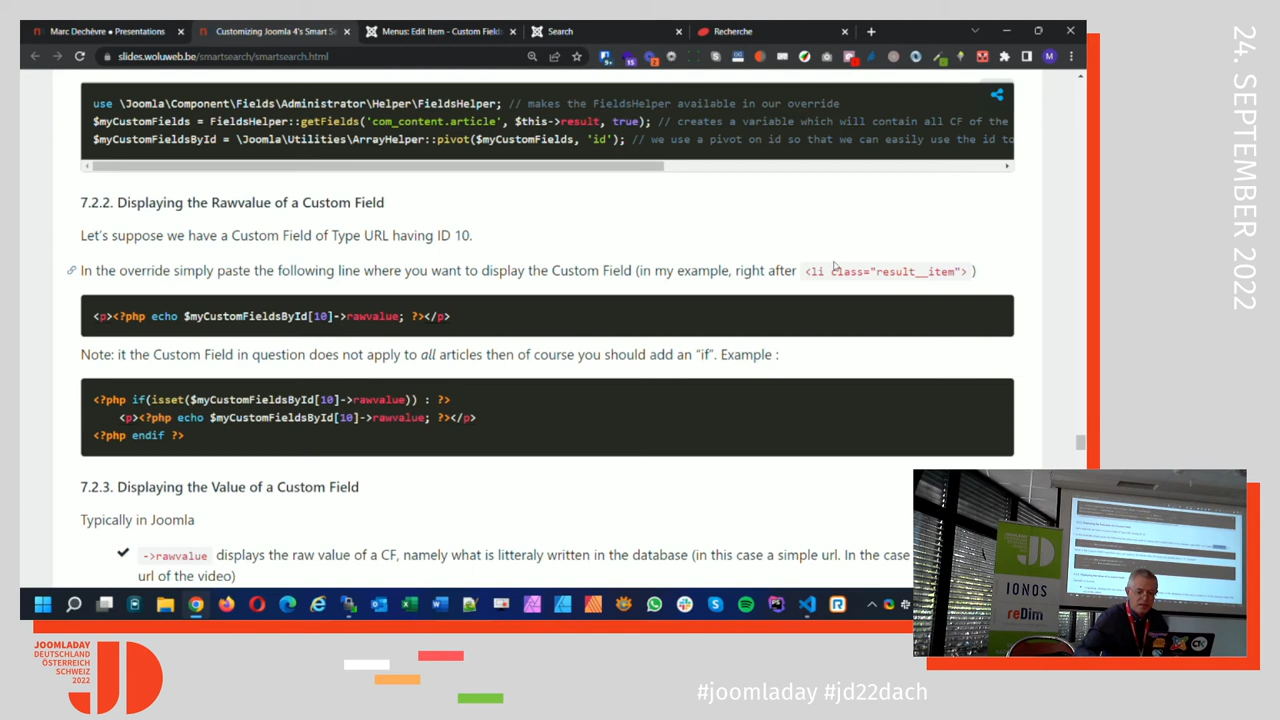 Marc Dechèvre • Presentations
Customizing Joomla 4's Smart Se
Menus: Edit Item - Custom Fields
Search
Recherche
slides.woluweb.be/smartsearch/smartsearch.html
use \Joomla\Component\Fields\Administrator\Helper\FieldsHelper; // makes the FieldsHelper available in our override
$myCustomFields = FieldsHelper::getFields('com_content.article', $this->result, true); // creates a variable which will contain all CF of the
$myCustomFieldsById = \Joomla\Utilities\ArrayHelper::pivot($myCustomFields, 'id'); // we use a pivot on id so that we can easily use the id to
7.2.2. Displaying the Rawvalue of a Custom Field
Let's suppose we have a Custom Field of Type URL having ID 10.
In the override simply paste the following line where you want to display the Custom Field (in my example, right after <li class="result__item"> )
<p><?php echo $myCustomFieldsById[10]->rawvalue; ?></p>
Note: it the Custom Field in question does not apply to all articles then of course you should add an "if". Example :
<?php if(isset($myCustomFieldsById[10]->rawvalue)) : ?>
<p><?php echo $myCustomFieldsById[10]->rawvalue; ?></p>
<?php endif ?>
7.2.3. Displaying the Value of a Custom Field
Typically in Joomla
->rawvalue displays the raw value of a CF, namely what is litteraly written in the database (in this case a simple url. In the case
url of the video)
24. SEPTEMBER 2022
IONOS
reDim
JOOMLADAY
DEUTSCHLAND
ÖSTERREICH
SCHWEIZ
2022
#joomladay #jd22dach